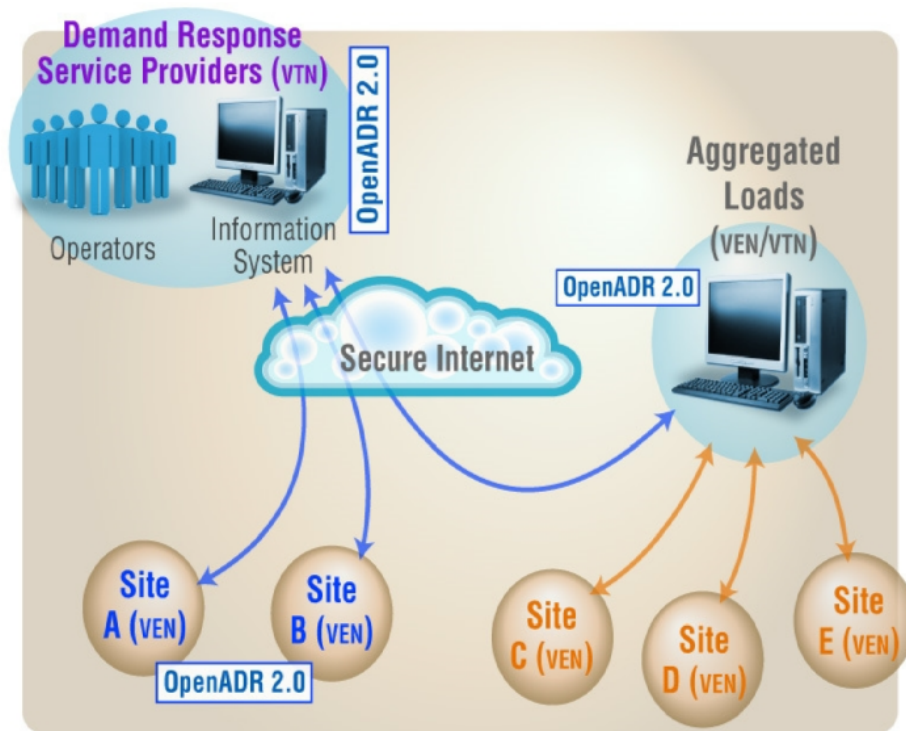 Demand Response
Service Providers (VTN)
OpenADR 2.0
Operators
Information
System
Aggregated
Loads
(VEN/VTN)
OpenADR 2.0
Secure Internet
Site
A (VEN)
Site
B (VEN)
OpenADR 2.0
Site
C (VEN)
Site
D (VEN)
Site
E (VEN)